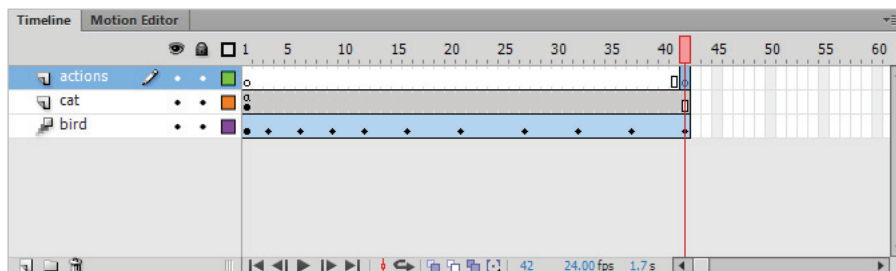 Timeline Motion Editor
1 5 10 15 20 25 30 35 40 45 50 55 60
actions
cat
a
bird
42 24.00 fps 1.7 s